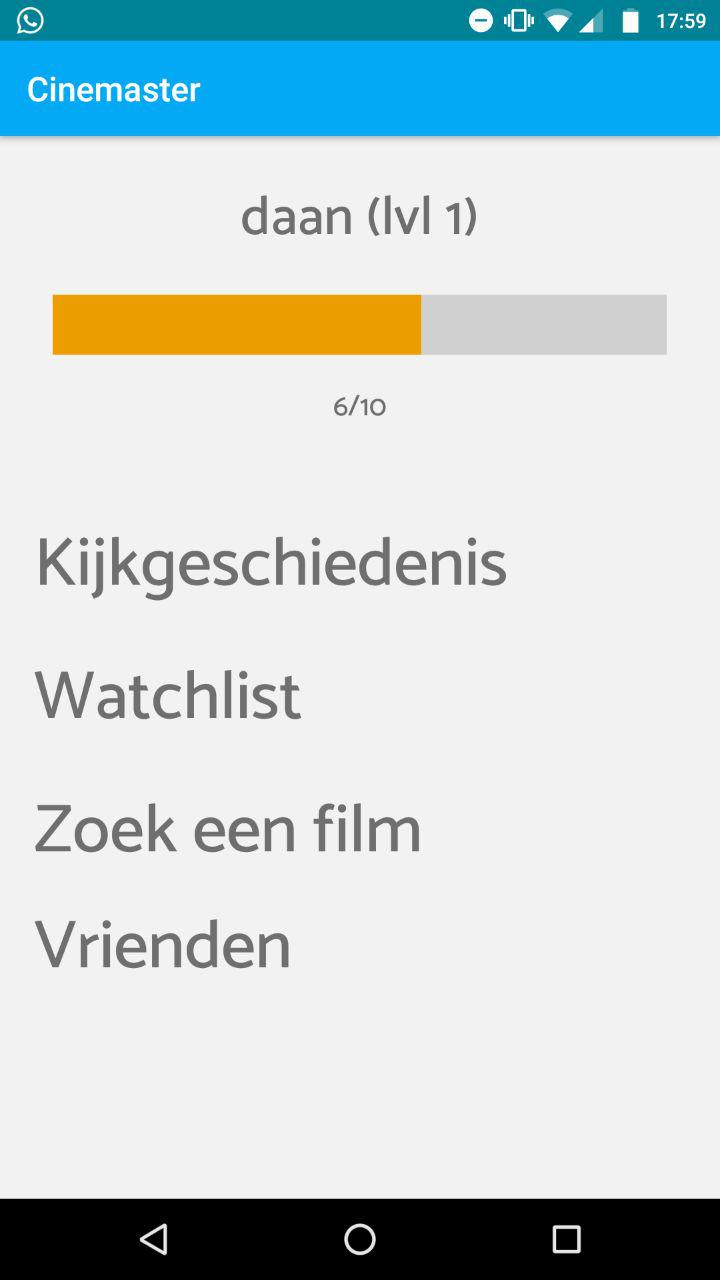 17:59
Cinemaster
daan (lvl 1)
6/10
Kijkgeschiedenis
Watchlist
Zoek een film
Vrienden